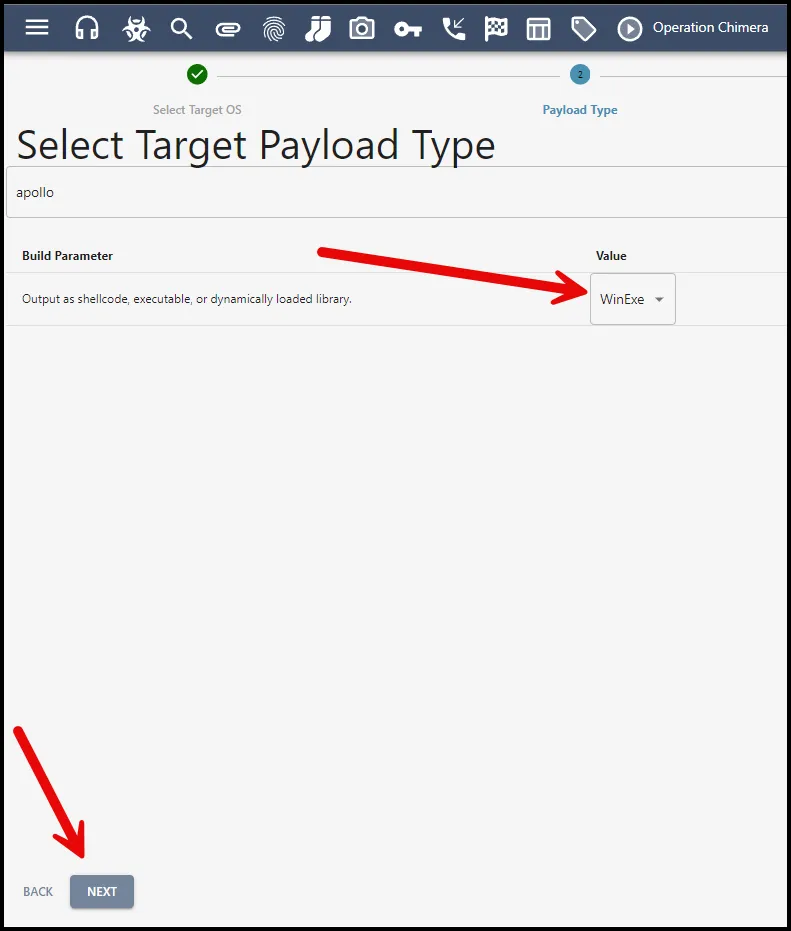 Operation Chimera
2
Select Target OS
Payload Type
Select Target Payload Type
apollo
Build Parameter
Value
Output as shellcode, executable, or dynamically loaded library.
WinExe
BACK
NEXT